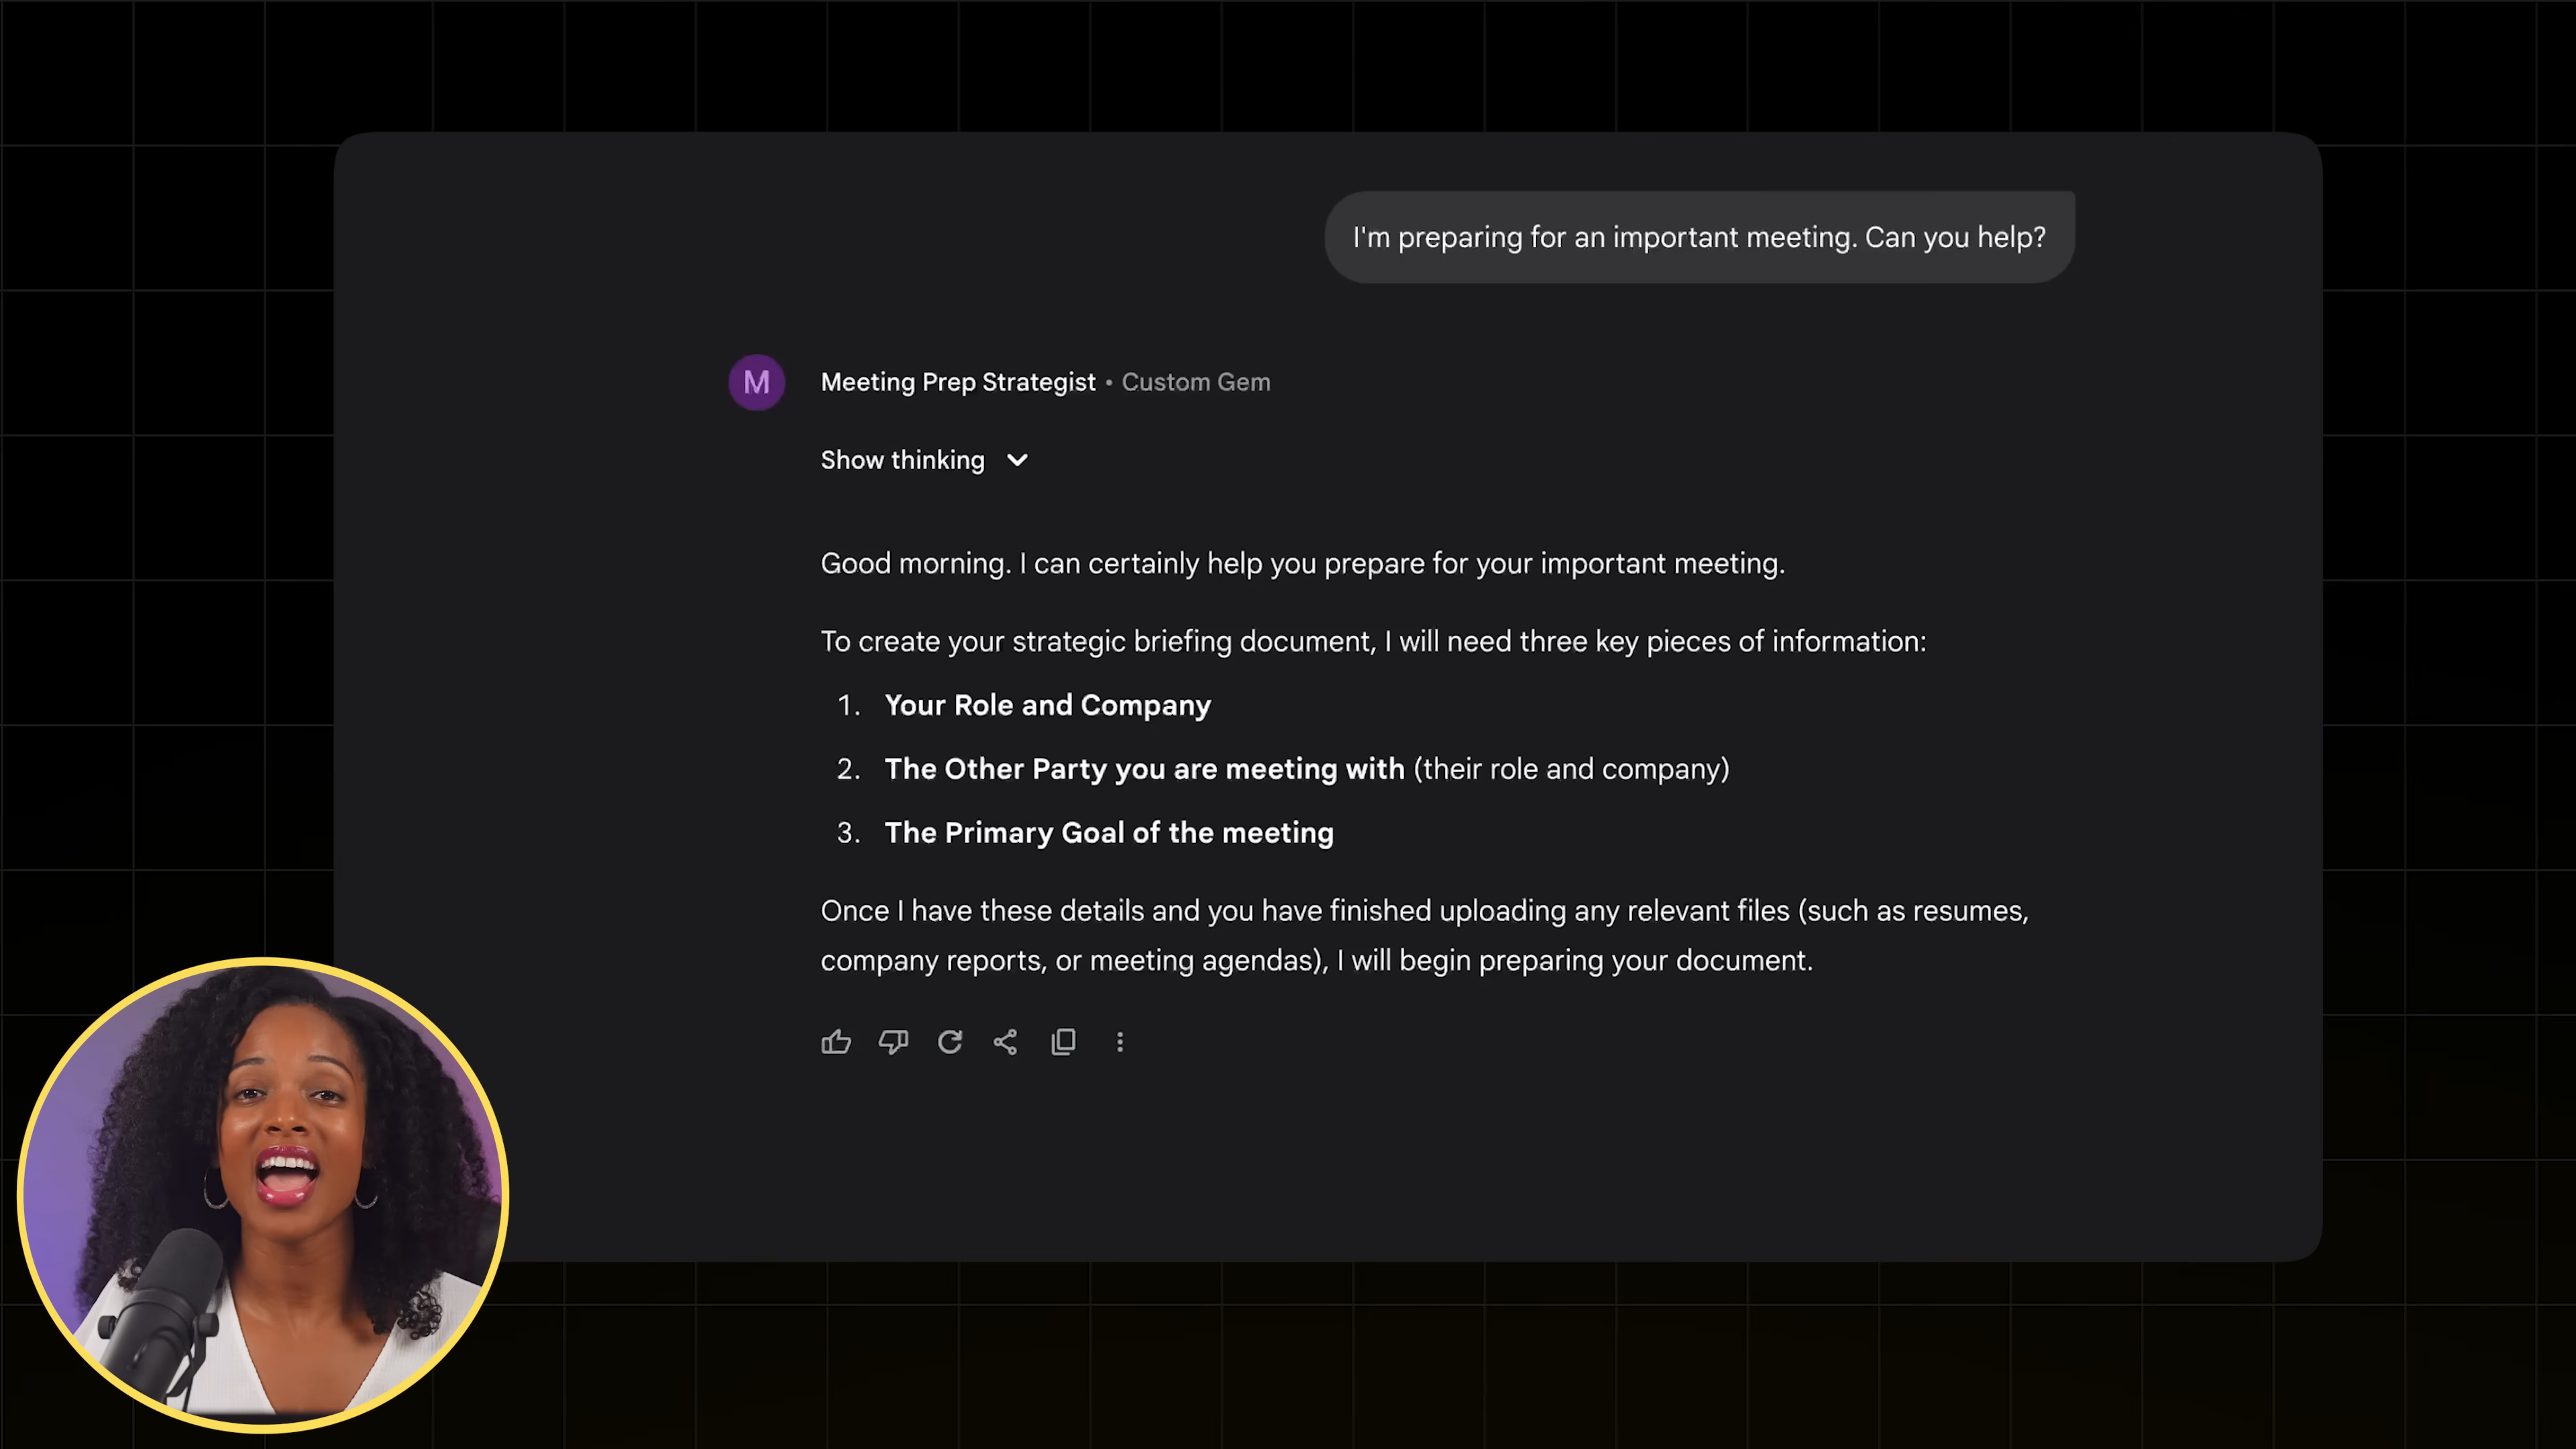 I'm preparing for an important meeting. Can you help?
M
Meeting Prep Strategist • Custom Gem
Show thinking
Good morning. I can certainly help you prepare for your important meeting.
To create your strategic briefing document, I will need three key pieces of information:
1. Your Role and Company
2. The Other Party you are meeting with (their role and company)
3. The Primary Goal of the meeting
Once I have these details and you have finished uploading any relevant files (such as resumes,
company reports, or meeting agendas), I will begin preparing your document.